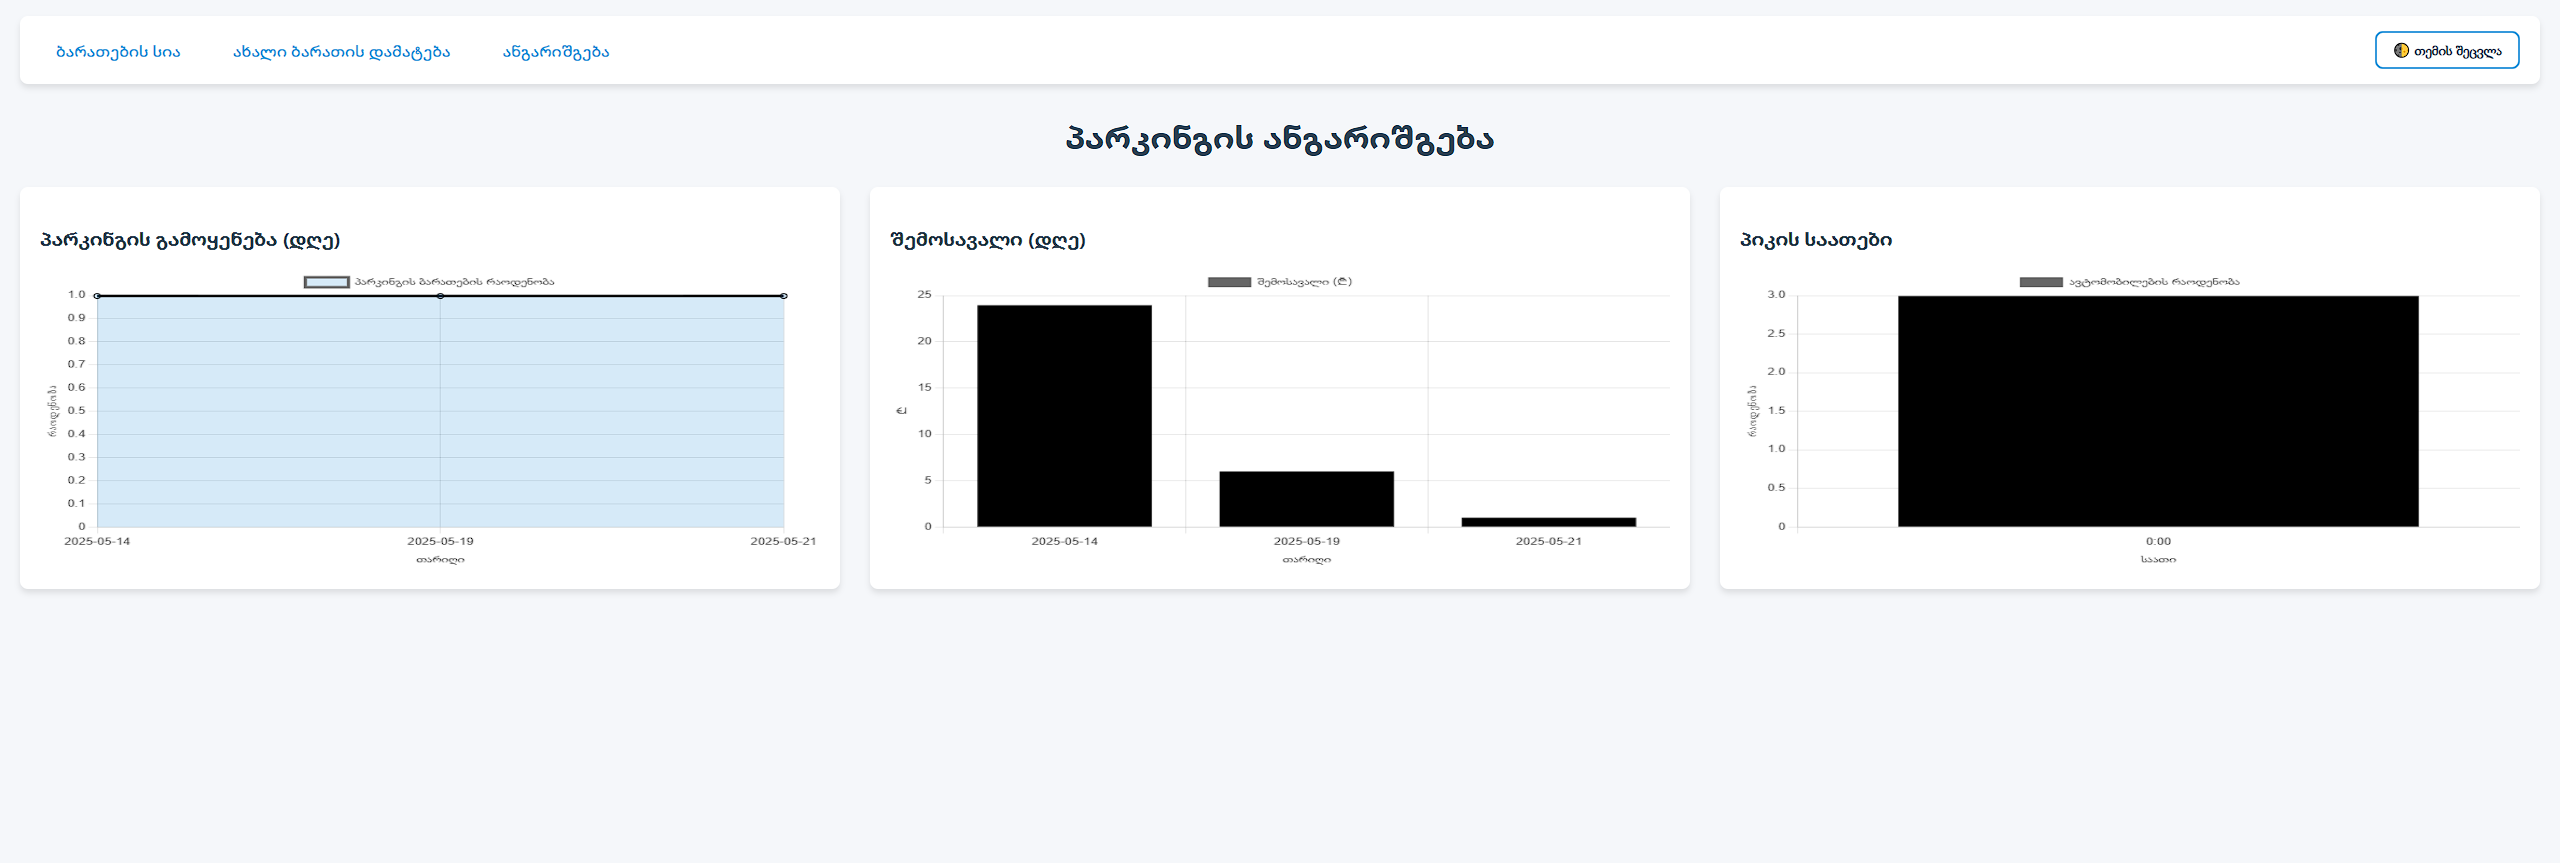 ბარათების სია
ახალი ბარათის დამატება
ანგარიშგება
თემის შეცვლა
პარკინგის ანგარიშგება
პარკინგის გამოყენება (დღე)
პარკინგის ბარათების რაოდენობა
1.0
0.9
0.8
0.7
0.6
0.5
0.4
0.3
0.2
0.1
0
რაოდენობა
2025-05-14
2025-05-19
2025-05-21
თარიღი
შემოსავალი (დღე)
შემოსავალი (₾)
25
20
15
10
5
0
₾
2025-05-14
2025-05-19
2025-05-21
თარიღი
პიკის საათები
ავტომობილების რაოდენობა
3.0
2.5
2.0
1.5
1.0
0.5
0
რაოდენობა
0:00
საათი